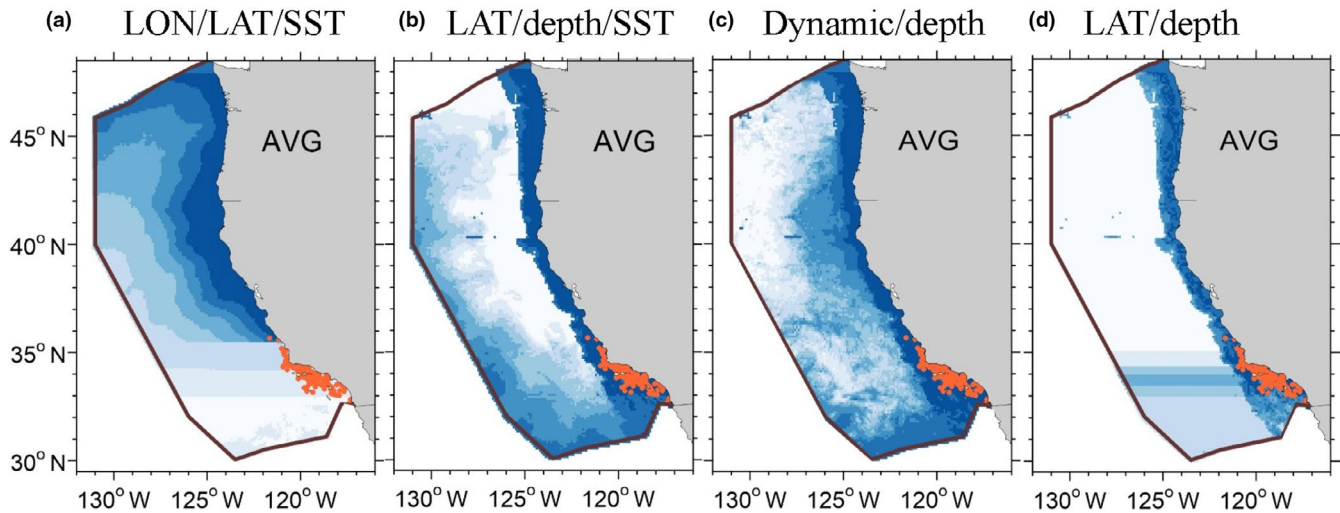 (a) LON/LAT/SST (b) LAT/depth/SST (c) Dynamic/depth (d) LAT/depth
AVG AVG AVG AVG
45° N
40° N
35° N
30° N
130° W 125° W 120° W 130° W 125° W 120° W 130° W 125° W 120° W 130° W 125° W 120° W